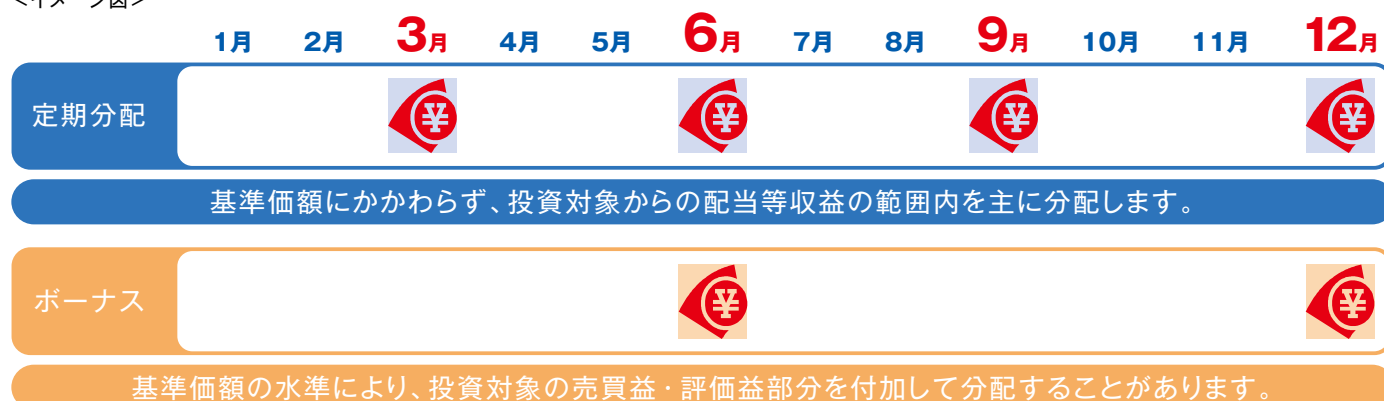 <イメージ図>
1月 2月 3月 4月 5月 6月 7月 8月 9月 10月 11月 12月
定期分配 ¥ ¥ ¥ ¥
基準価額にかかわらず、投資対象からの配当等収益の範囲内を主に分配します。
ボーナス ¥ ¥
基準価額の水準により、投資対象の売買益・評価益部分を付加して分配することがあります。